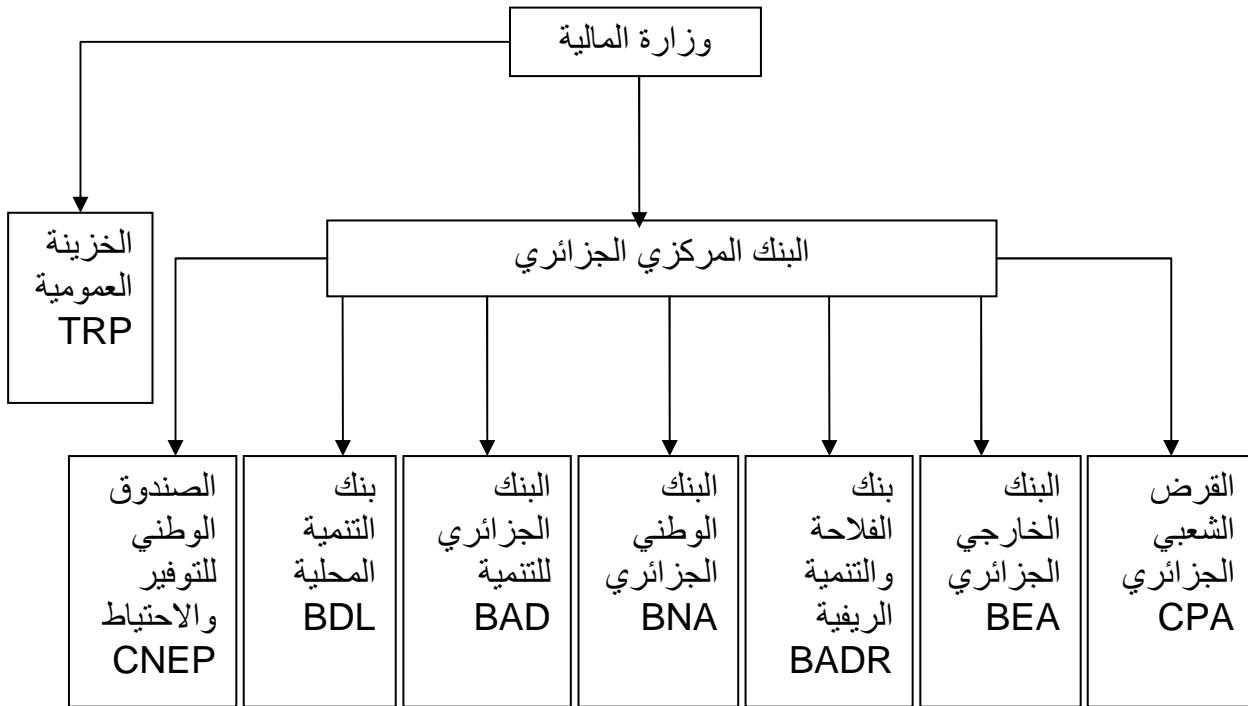 وزارة المالية
البنك المركزي الجزائري
الخزينة
العمومية
TRP
القرض
الشعبي
الجزائري
CPA
البنك
الخارجي
الجزائري
BEA
بنك
الفلاحة
والتنمية
الريفية
BADR
البنك
الوطني
الجزائري
BNA
البنك
الجزائري
للتنمية
BAD
بنك
التنمية
المحلية
BDL
الصندوق
الوطني
للتوفير
والاحتياط
CNEP